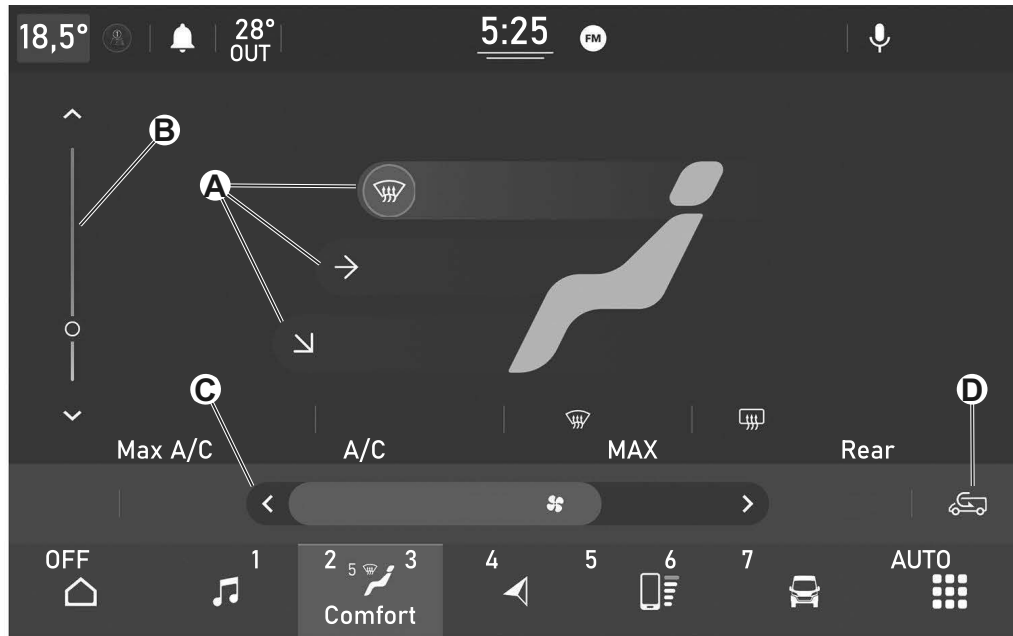 18,5° 28° 5:25 FM
OUT
B
A
C
D
Max A/C A/C MAX Rear
OFF 1 2 5 3 4 5 6 7 AUTO
Comfort